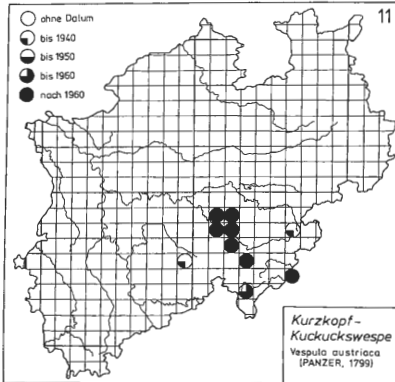 11
ohne Datum
bis 1940
bis 1950
bis 1960
nach 1960
Kurzkopf-
Kuckuckswespe
Vespula austriaca
(PANZER, 1799)